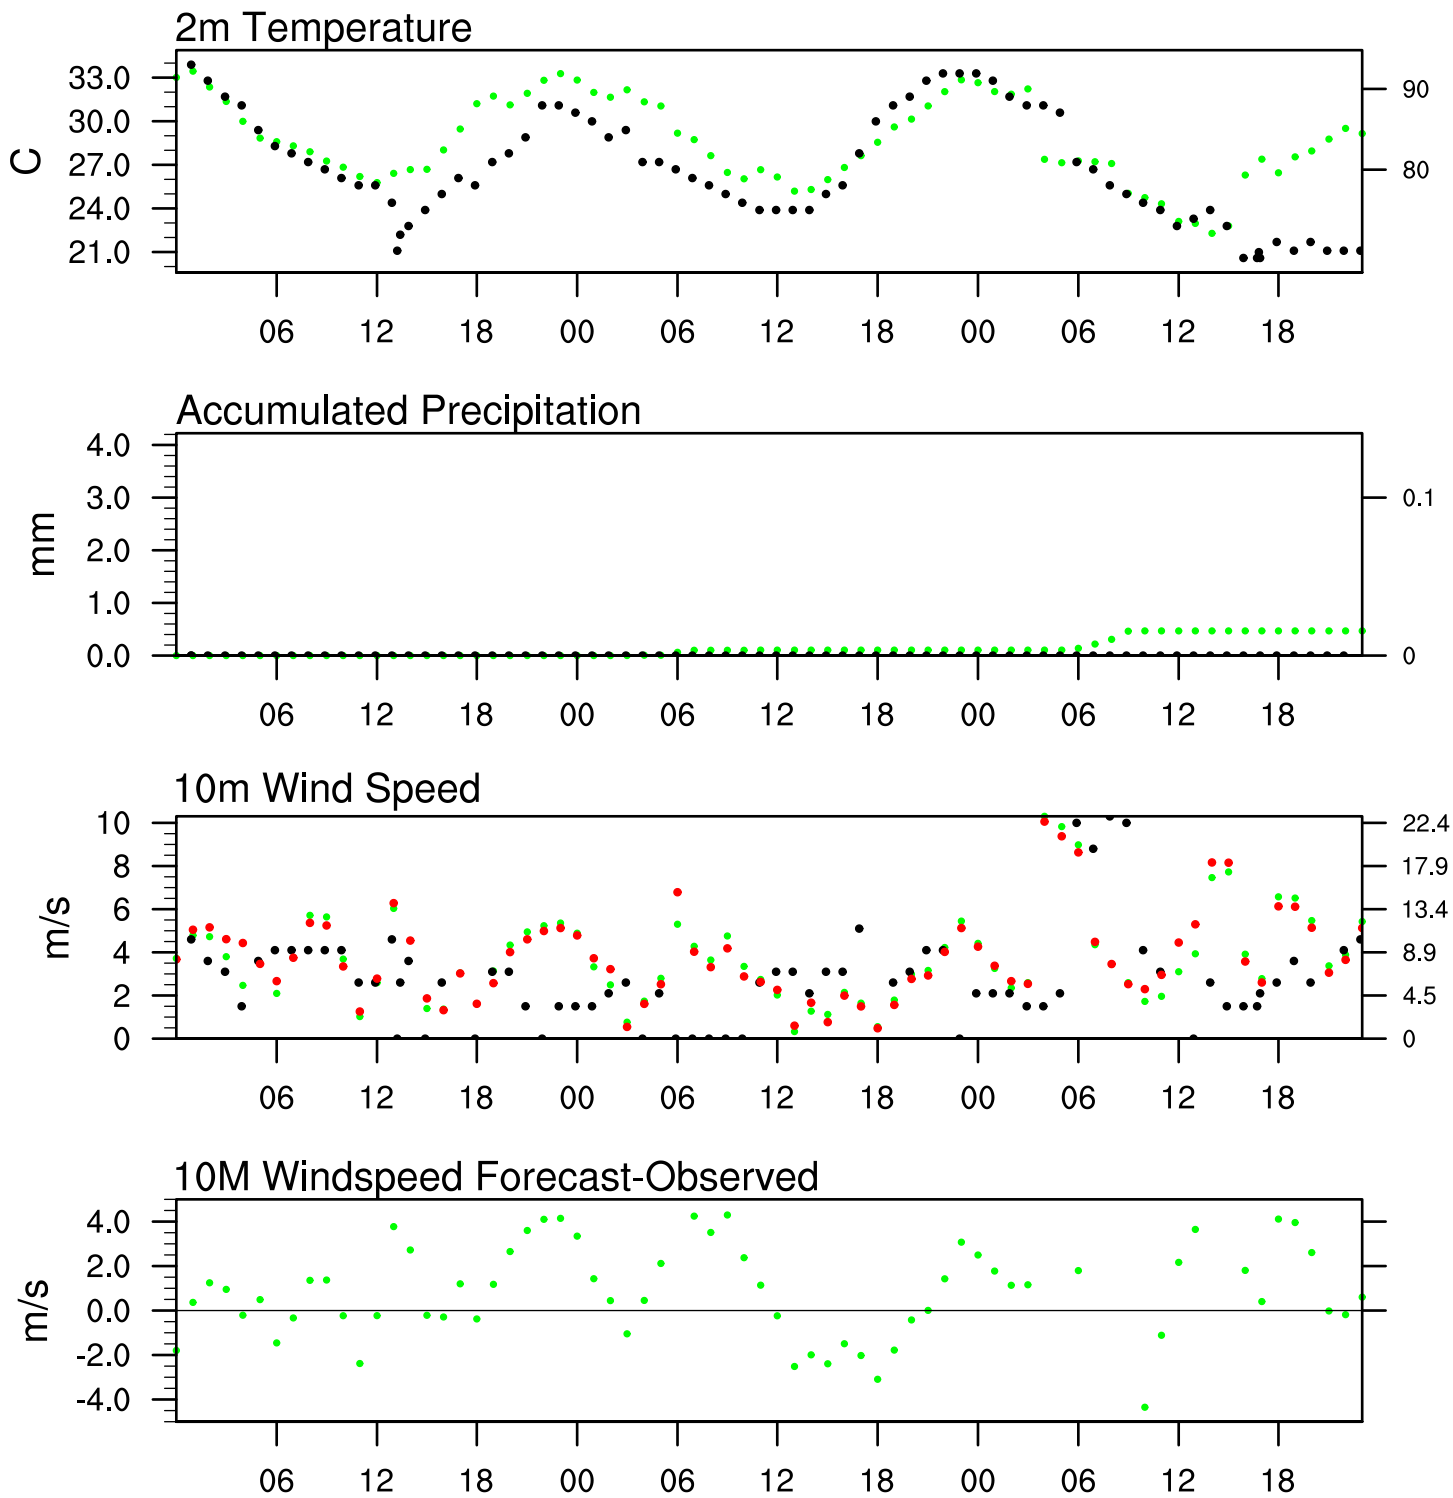 2m Temperature
33.0
30.0
27.0
24.0
21.0
C
90
80
06 12 18 00 06 12 18 00 06 12 18
Accumulated Precipitation
4.0
3.0
2.0
1.0
0.0
mm
0.1
0
06 12 18 00 06 12 18 00 06 12 18
10m Wind Speed
10
8
6
4
2
0
m/s
22.4
17.9
13.4
8.9
4.5
0
06 12 18 00 06 12 18 00 06 12 18
10M Windspeed Forecast-Observed
4.0
2.0
0.0
-2.0
-4.0
m/s
06 12 18 00 06 12 18 00 06 12 18